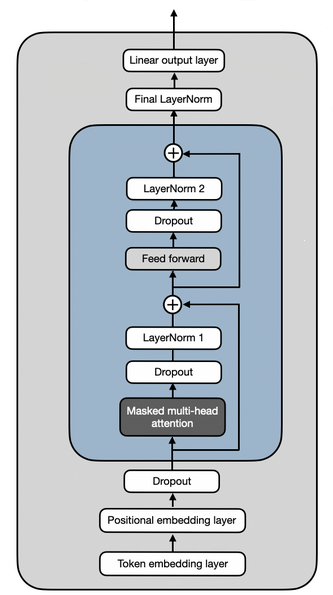 Linear output layer
Final LayerNorm
LayerNorm 2
Dropout
Feed forward
LayerNorm 1
Dropout
Masked multi-head
attention
Dropout
Positional embedding layer
Token embedding layer